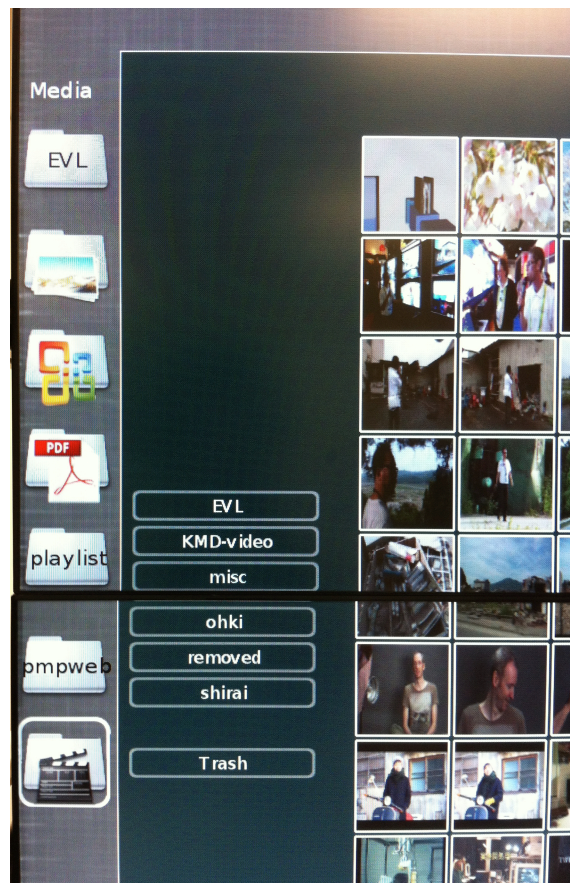 Media
EVL
PDF
playlist
pmpweb
EVL
KMD-video
misc
ohki
removed
shirai
Trash